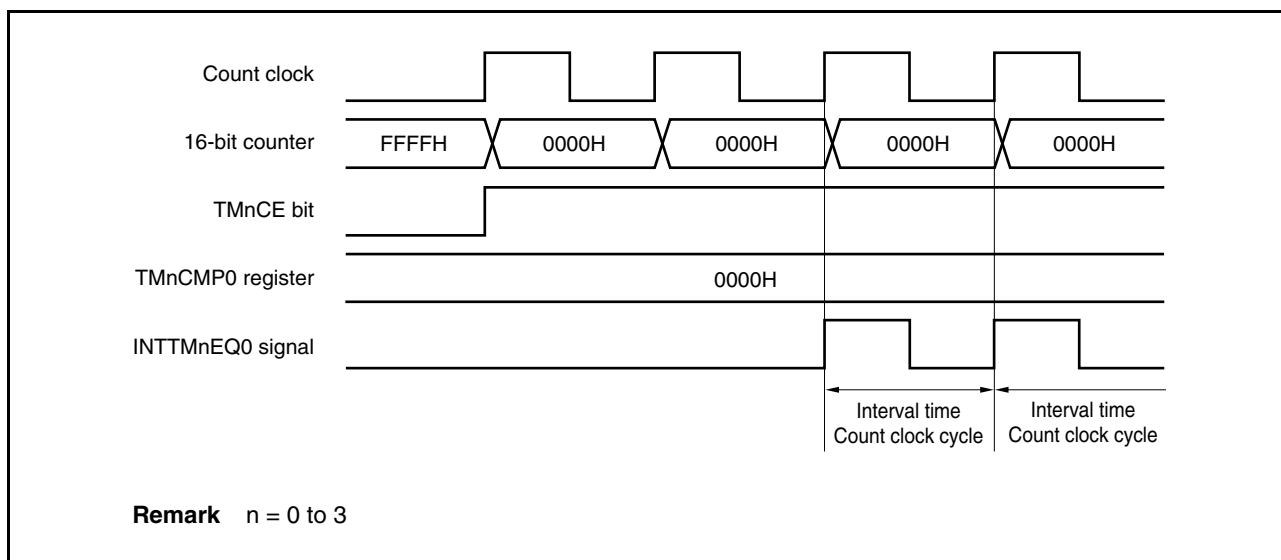 Count clock
16-bit counter FFFFH 0000H 0000H 0000H 0000H
TMnCE bit
TMnCMP0 register 0000H
INTTMnEQ0 signal
Interval time
Count clock cycle
Interval time
Count clock cycle
Remark n = 0 to 3